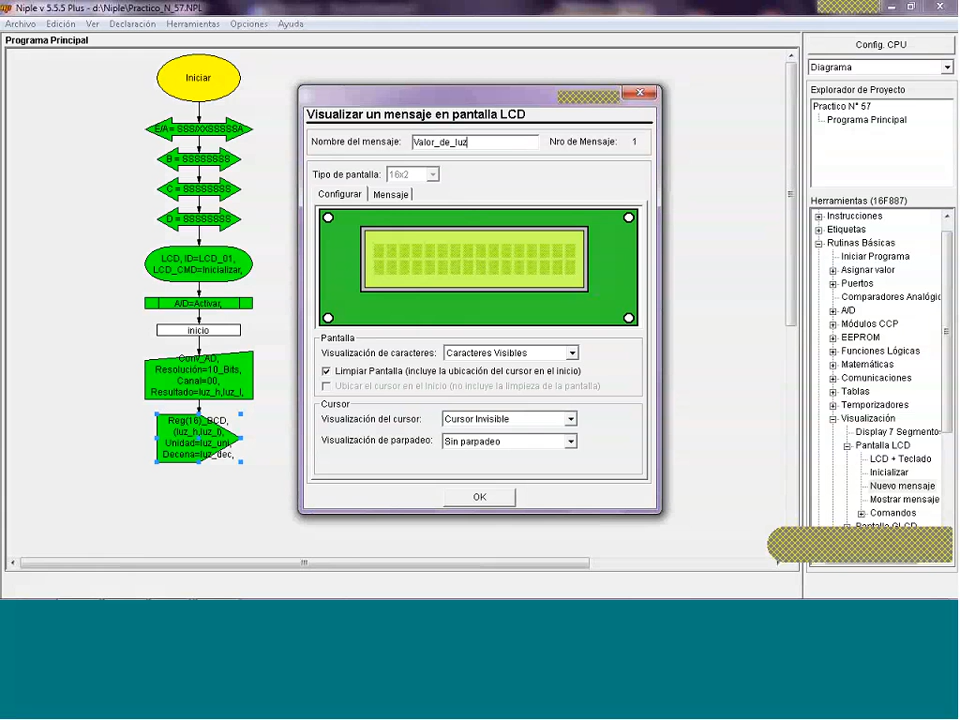 Niple v 5.5.5 Plus - d:\Niple\Practico_N_57.NPL
Archivo Edición Ver Declaración Herramientas Opciones Ayuda
Programa Principal
Iniciar
E/A = SSS/XXSSSSSA
B = SSSSSSSS
C = SSSSSSSS
D = SSSSSSSS
LCD, ID=LCD_01,
LCD_CMD=Inicializar,
A/D=Activar,
inicio
Conv_AD,
Resolución=10_Bits,
Canal=00,
Resultado=luz_h,luz_l,
Reg(16)_BCD,
(luz_h,luz_l),
Unidad=luz_uni,
Decena=luz_dec,
Visualizar un mensaje en pantalla LCD
Nombre del mensaje: Valor_de_luz Nro de Mensaje: 1
Tipo de pantalla: 16x2
Configurar Mensaje
Pantalla
Visualización de caracteres: Caracteres Visibles
Limpiar Pantalla (incluye la ubicación del cursor en el inicio)
Ubicar el cursor en el Inicio (no incluye la limpieza de la pantalla)
Cursor
Visualización del cursor: Cursor Invisible
Visualización de parpadeo: Sin parpadeo
OK
Config. CPU
Diagrama
Explorador de Proyecto
Practico N° 57
Programa Principal
Herramientas (16F887)
Instrucciones
Etiquetas
Rutinas Básicas
Iniciar Programa
Asignar valor
Puertos
Comparadores Analógic
A/D
Módulos CCP
EEPROM
Funciones Lógicas
Matemáticas
Comunicaciones
Tablas
Temporizadores
Visualización
Display 7 Segmento
Pantalla LCD
LCD + Teclado
Inicializar
Nuevo mensaje
Mostrar mensaje
Comandos
Pantalla GLCD